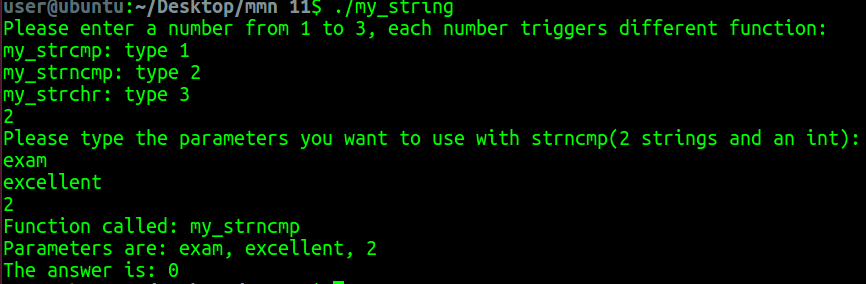 user@ubuntu:~/Desktop/mmn 11$ ./my_string
Please enter a number from 1 to 3, each number triggers different function:
my_strcmp: type 1
my_strncmp: type 2
my_strchr: type 3
2
Please type the parameters you want to use with strncmp(2 strings and an int):
exam
excellent
2
Function called: my_strncmp
Parameters are: exam, excellent, 2
The answer is: 0